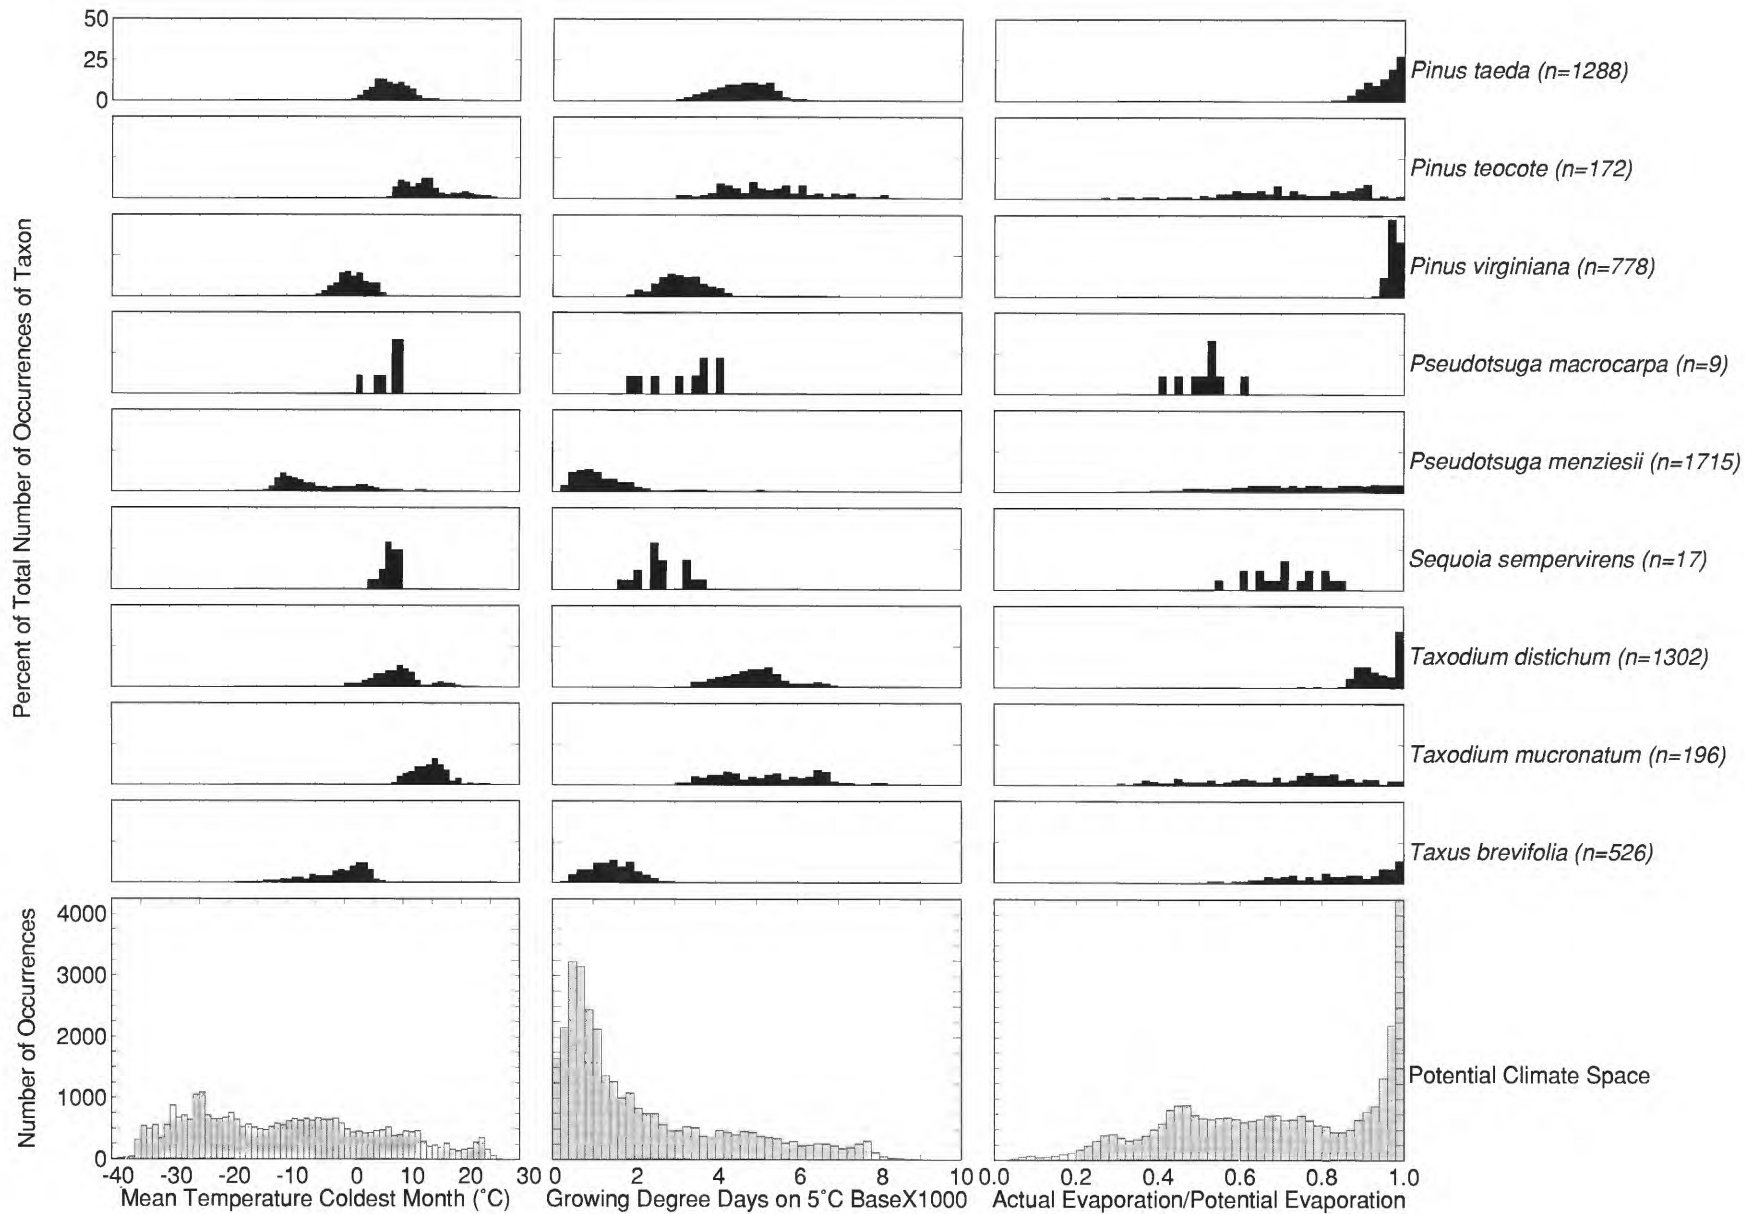 50
25
0
Pinus taeda (n=1288)
Pinus teocote (n=172)
Pinus virginiana (n=778)
Pseudotsuga macrocarpa (n=9)
Pseudotsuga menziesii (n=1715)
Sequoia sempervirens (n=17)
Taxodium distichum (n=1302)
Taxodium mucronatum (n=196)
Taxus brevifolia (n=526)
Percent of Total Number of Occurrences of Taxon
4000
3000
2000
1000
0
Number of Occurrences
Potential Climate Space
-40 -30 -20 -10 0 10 20 30
Mean Temperature Coldest Month (°C)
0 2 4 6 8 10
Growing Degree Days on 5°C BaseX1000
0.0 0.2 0.4 0.6 0.8 1.0
Actual Evaporation/Potential Evaporation